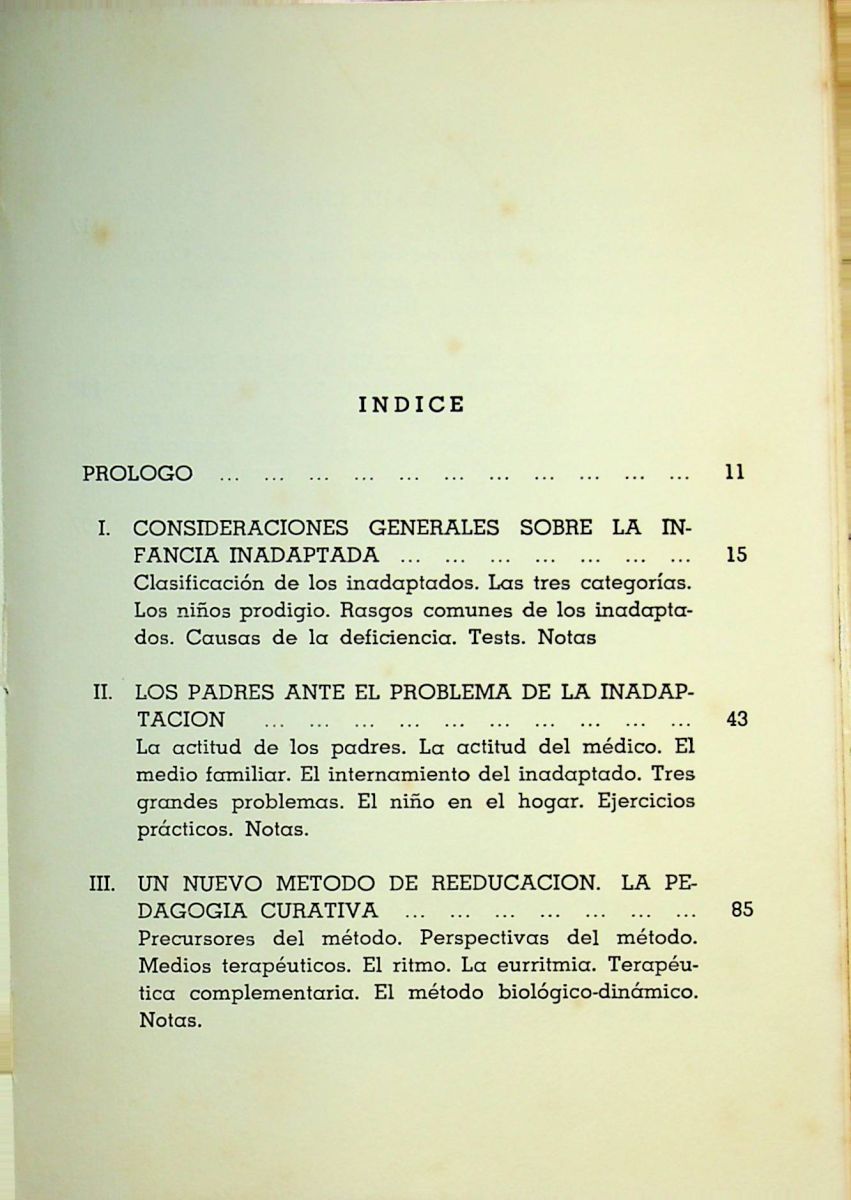 INDICE
PROLOGO ... ... ... ... ... ... ... ... ... ... ... 11
I. CONSIDERACIONES GENERALES SOBRE LA IN-
FANCIA INADAPTADA ... ... ... ... ... ... ... 15
Clasificación de los inadaptados. Las tres categorías.
Los niños prodigio. Rasgos comunes de los inadapta-
dos. Causas de la deficiencia. Tests. Notas
II. LOS PADRES ANTE EL PROBLEMA DE LA INADAP-
TACION ... ... ... ... ... ... ... ... ... ... 43
La actitud de los padres. La actitud del médico. El
medio familiar. El internamiento del inadaptado. Tres
grandes problemas. El niño en el hogar. Ejercicios
prácticos. Notas.
III. UN NUEVO METODO DE REEDUCACION. LA PE-
DAGOGIA CURATIVA ... ... ... ... ... ... ... 85
Precursores del método. Perspectivas del método.
Medios terapéuticos. El ritmo. La eurritmia. Terapéu-
tica complementaria. El método biológico-dinámico.
Notas.